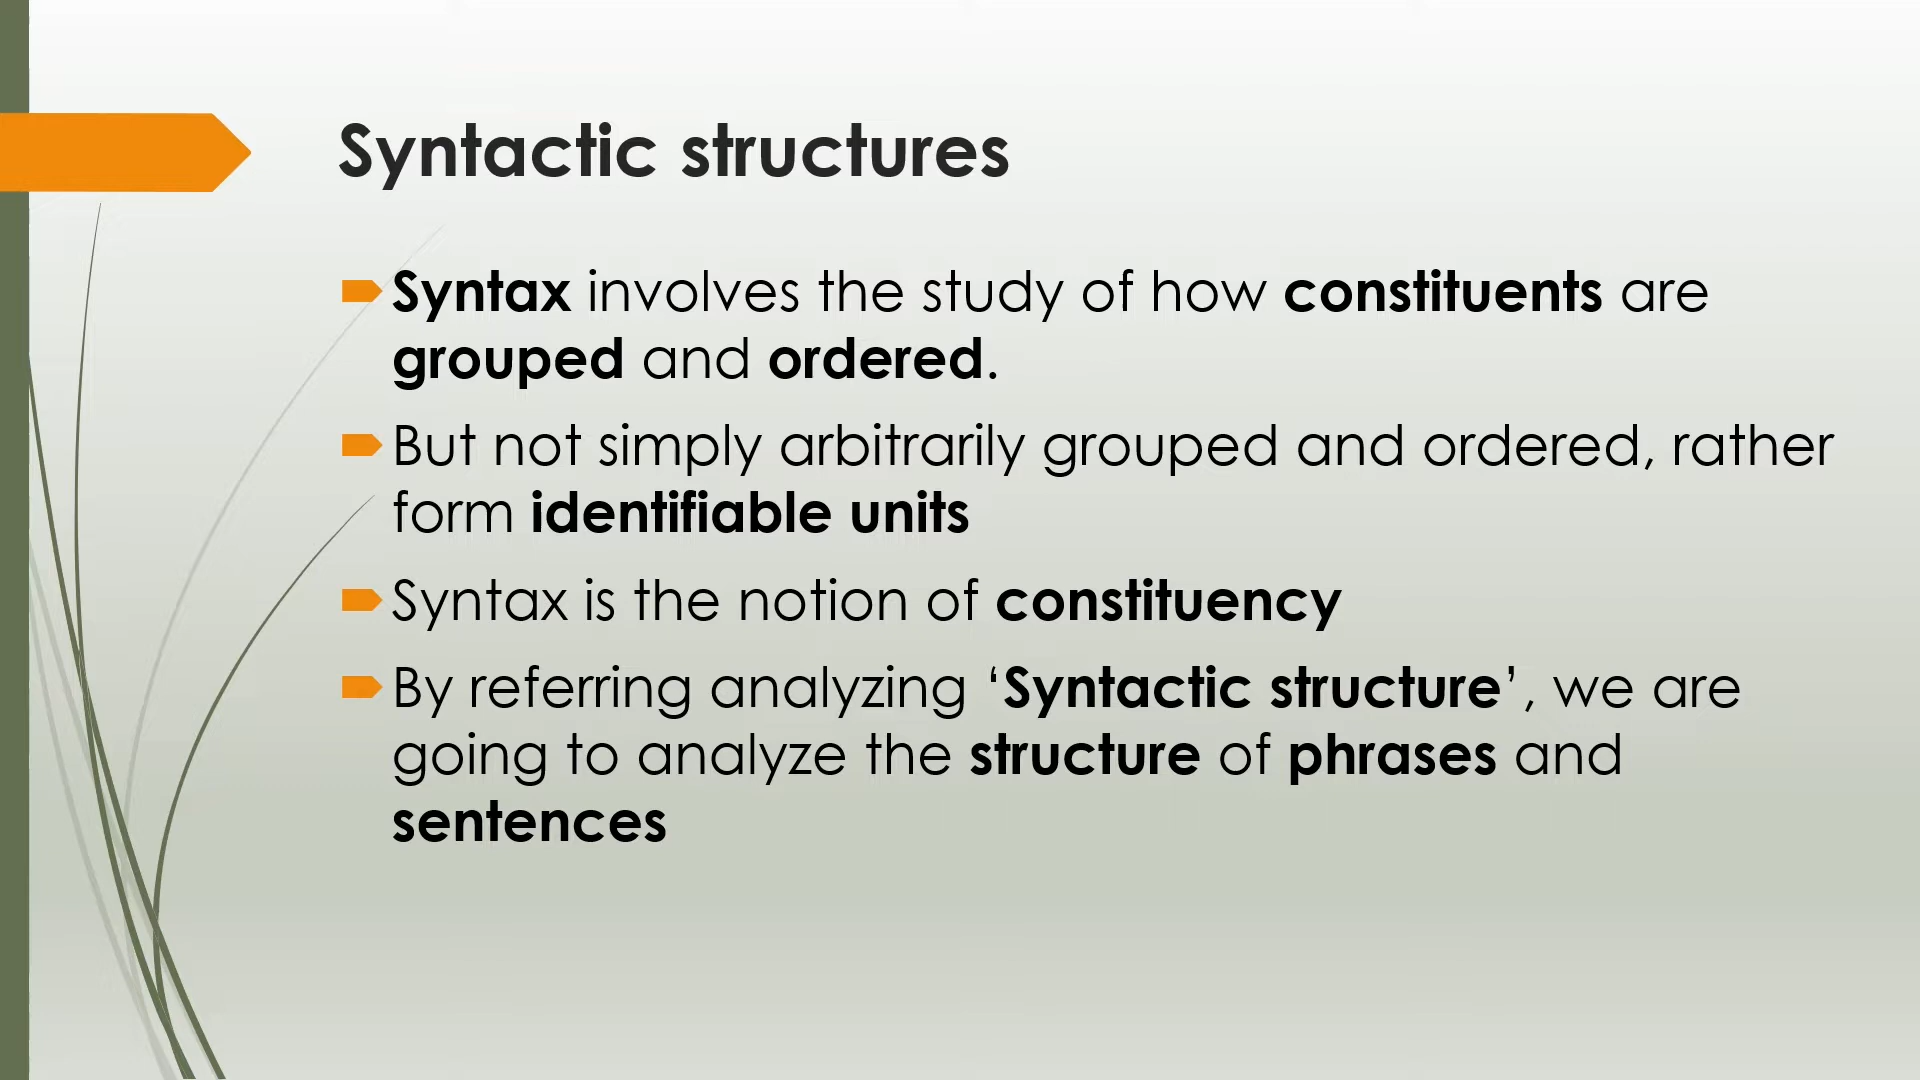 Syntactic structures
Syntax involves the study of how constituents are
grouped and ordered.
But not simply arbitrarily grouped and ordered, rather
form identifiable units
Syntax is the notion of constituency
By referring analyzing ‘Syntactic structure’, we are
going to analyze the structure of phrases and
sentences